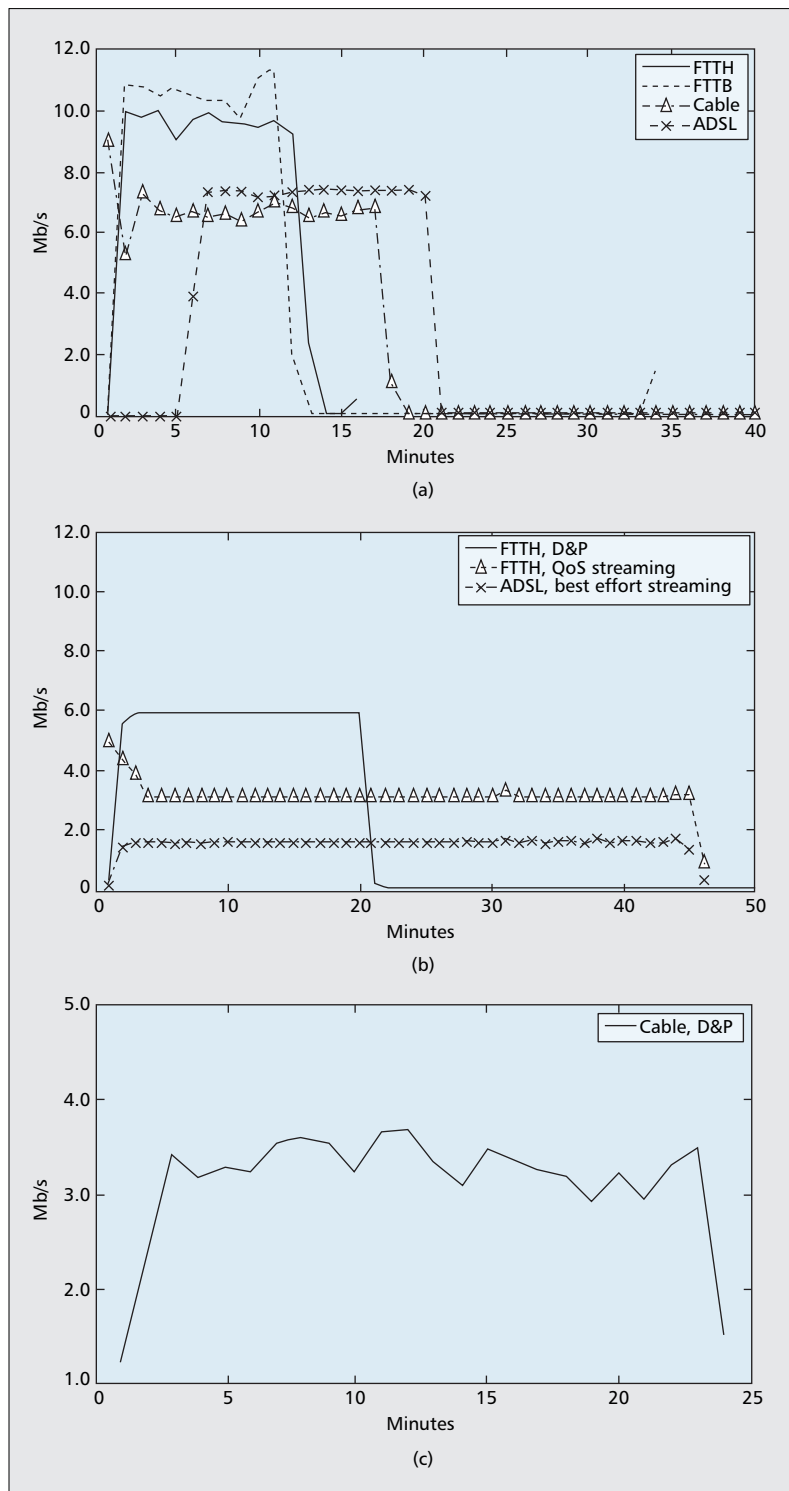 12.0
10.0
8.0
6.0
4.0
2.0
0
Mb/s
FTTH
FTTB
Cable
ADSL
0 5 10 15 20 25 30 35 40
Minutes
(a)
12.0
10.0
8.0
6.0
4.0
2.0
0
Mb/s
FTTH, D&P
FTTH, QoS streaming
ADSL, best effort streaming
0 10 20 30 40 50
Minutes
(b)
5.0
4.0
3.0
2.0
1.0
Mb/s
Cable, D&P
0 5 10 15 20 25
Minutes
(c)